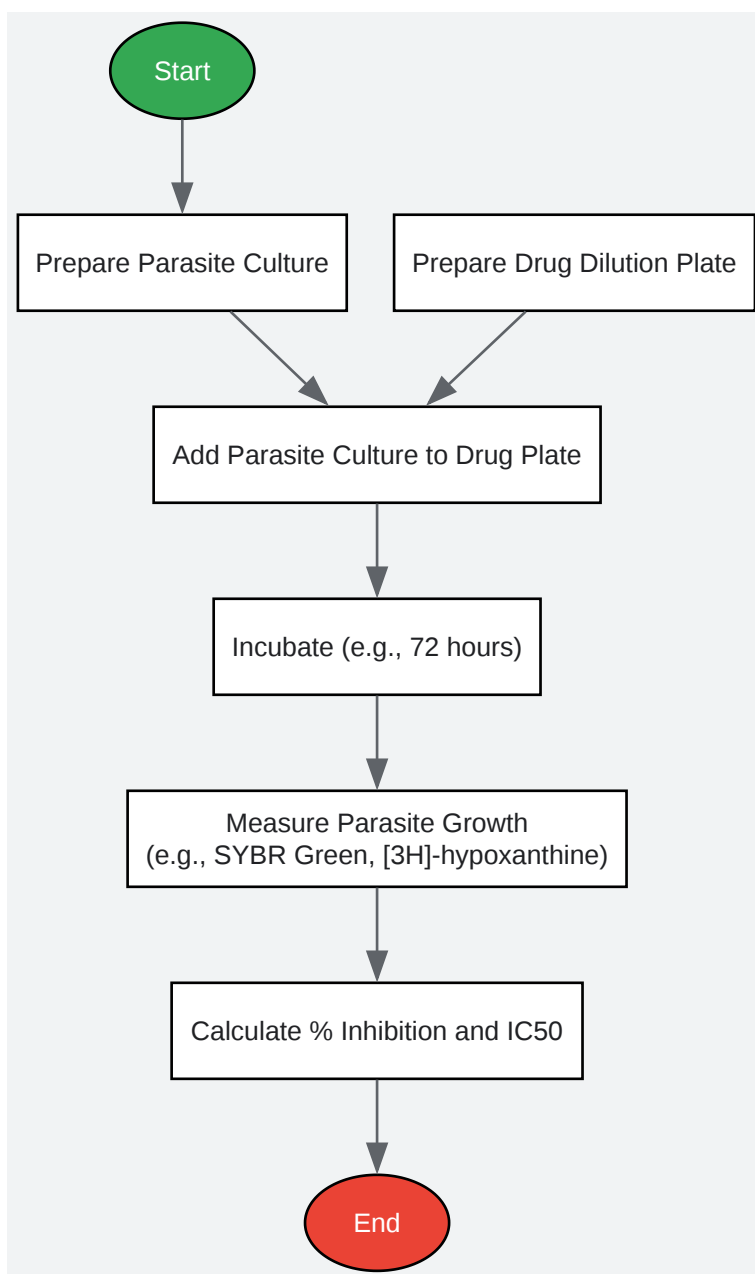 Start
Prepare Parasite Culture
Prepare Drug Dilution Plate
Add Parasite Culture to Drug Plate
Incubate (e.g., 72 hours)
Measure Parasite Growth
(e.g., SYBR Green, [3H]-hypoxanthine)
Calculate % Inhibition and IC50
End